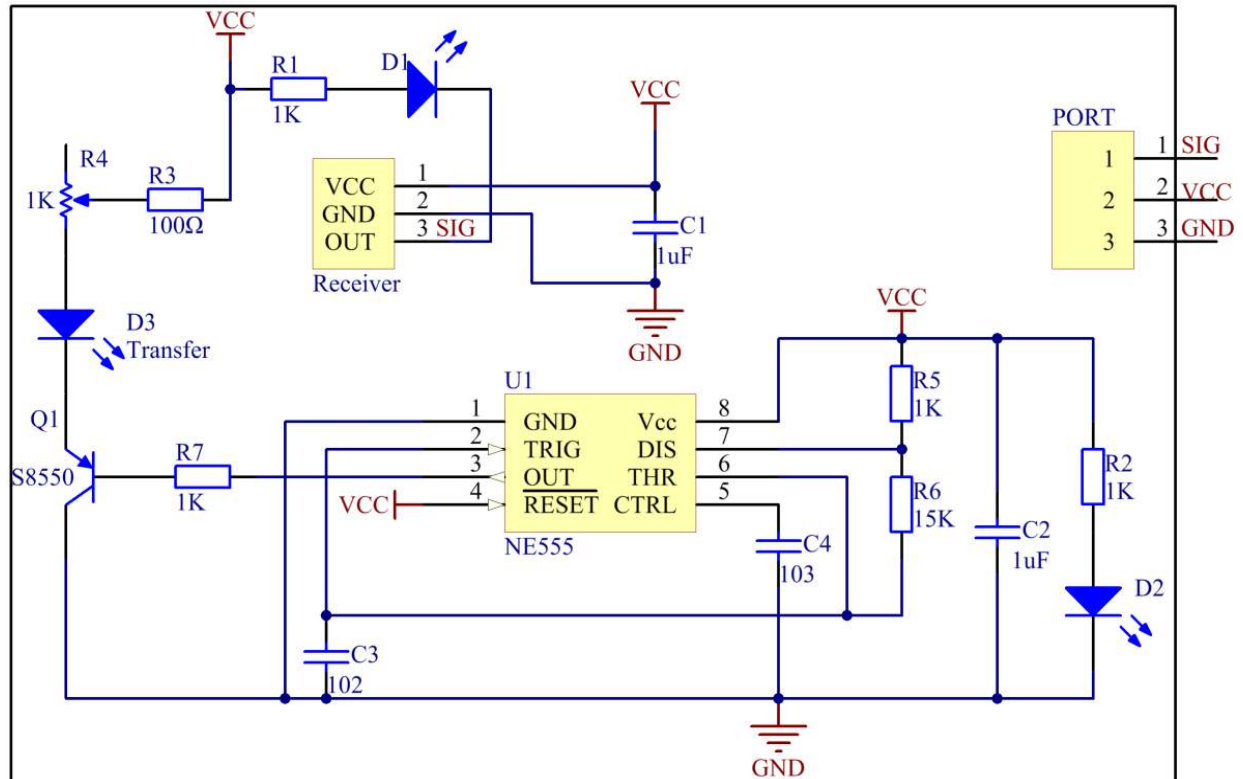 VCC
R1
1K
D1
VCC
PORT
1 1 SIG
2 2 VCC
3 3 GND
R4
1K
R3
100Ω
VCC 1
GND 2
OUT 3 SIG
Receiver
C1
1uF
GND
D3
Transfer
VCC
U1
1 GND Vcc 8
2 TRIG DIS 7
3 OUT THR 6
4 RESET CTRL 5
NE555
VCC
Q1
S8550
R7
1K
R5
1K
R6
15K
R2
1K
C2
1uF
C4
103
D2
C3
102
GND